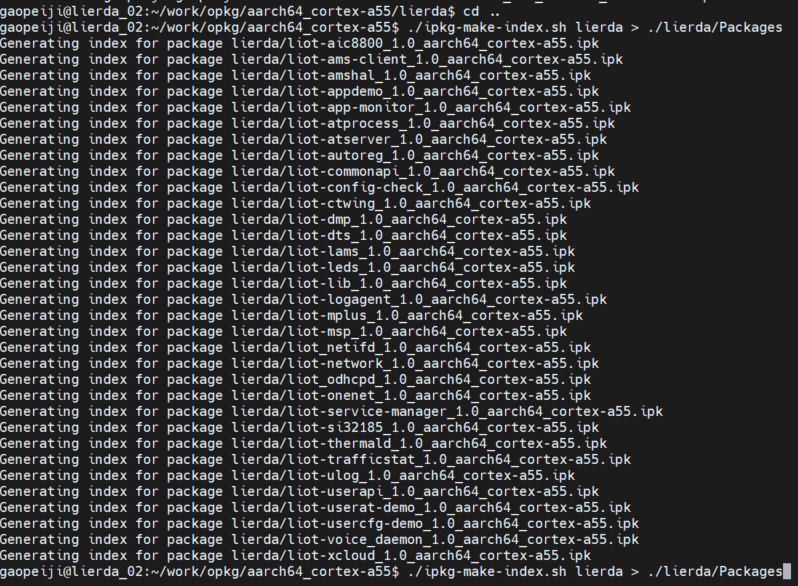 gaopeiji@lierda_02:~/work/opkg/aarch64_cortex-a55/lierda$ cd ..
gaopeiji@lierda_02:~/work/opkg/aarch64_cortex-a55$ ./ipkg-make-index.sh lierda > ./lierda/Packages
Generating index for package lierda/liot-aic8800_1.0_aarch64_cortex-a55.ipk
Generating index for package lierda/liot-ams-client_1.0_aarch64_cortex-a55.ipk
Generating index for package lierda/liot-amshal_1.0_aarch64_cortex-a55.ipk
Generating index for package lierda/liot-appdemo_1.0_aarch64_cortex-a55.ipk
Generating index for package lierda/liot-app-monitor_1.0_aarch64_cortex-a55.ipk
Generating index for package lierda/liot-atprocess_1.0_aarch64_cortex-a55.ipk
Generating index for package lierda/liot-atserver_1.0_aarch64_cortex-a55.ipk
Generating index for package lierda/liot-autoreg_1.0_aarch64_cortex-a55.ipk
Generating index for package lierda/liot-commonapi_1.0_aarch64_cortex-a55.ipk
Generating index for package lierda/liot-config-check_1.0_aarch64_cortex-a55.ipk
Generating index for package lierda/liot-ctwing_1.0_aarch64_cortex-a55.ipk
Generating index for package lierda/liot-dmp_1.0_aarch64_cortex-a55.ipk
Generating index for package lierda/liot-dts_1.0_aarch64_cortex-a55.ipk
Generating index for package lierda/liot-lams_1.0_aarch64_cortex-a55.ipk
Generating index for package lierda/liot-leds_1.0_aarch64_cortex-a55.ipk
Generating index for package lierda/liot-lib_1.0_aarch64_cortex-a55.ipk
Generating index for package lierda/liot-logagent_1.0_aarch64_cortex-a55.ipk
Generating index for package lierda/liot-mplus_1.0_aarch64_cortex-a55.ipk
Generating index for package lierda/liot-msp_1.0_aarch64_cortex-a55.ipk
Generating index for package lierda/liot_netifd_1.0_aarch64_cortex-a55.ipk
Generating index for package lierda/liot-network_1.0_aarch64_cortex-a55.ipk
Generating index for package lierda/liot_odhcpd_1.0_aarch64_cortex-a55.ipk
Generating index for package lierda/liot-onenet_1.0_aarch64_cortex-a55.ipk
Generating index for package lierda/liot-service-manager_1.0_aarch64_cortex-a55.ipk
Generating index for package lierda/liot-si32185_1.0_aarch64_cortex-a55.ipk
Generating index for package lierda/liot-thermald_1.0_aarch64_cortex-a55.ipk
Generating index for package lierda/liot-trafficstat_1.0_aarch64_cortex-a55.ipk
Generating index for package lierda/liot-ulog_1.0_aarch64_cortex-a55.ipk
Generating index for package lierda/liot-userapi_1.0_aarch64_cortex-a55.ipk
Generating index for package lierda/liot-userat-demo_1.0_aarch64_cortex-a55.ipk
Generating index for package lierda/liot-usercfg-demo_1.0_aarch64_cortex-a55.ipk
Generating index for package lierda/liot-voice_daemon_1.0_aarch64_cortex-a55.ipk
Generating index for package lierda/liot-xcloud_1.0_aarch64_cortex-a55.ipk
gaopeiji@lierda_02:~/work/opkg/aarch64_cortex-a55$ ./ipkg-make-index.sh lierda > ./lierda/Packages